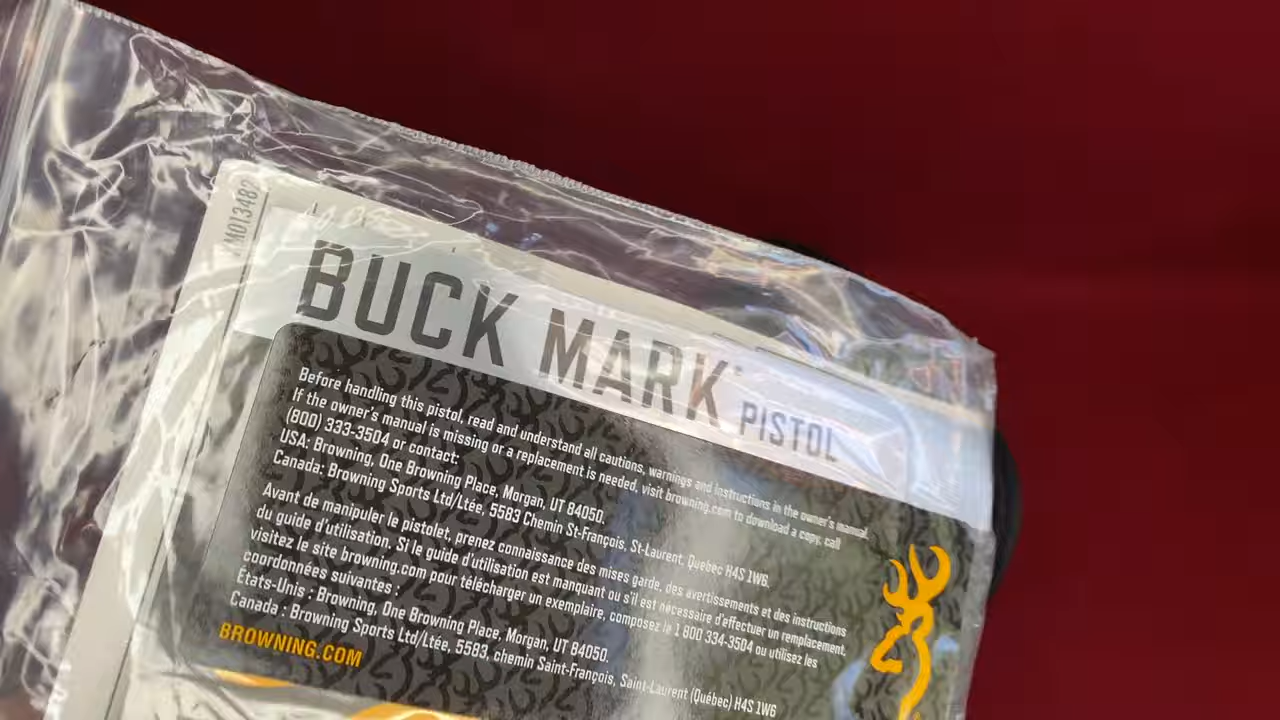 BUCK MARK PISTOL
Before handling this pistol, read and understand all cautions, warnings and instructions in the owner's manual.
If the owner's manual is missing or a replacement is needed, visit browning.com to download a copy, call
(800) 333-3504 or contact:
USA: Browning, One Browning Place, Morgan, UT 84050.
Canada: Browning Sports Ltd/Ltée, 5583 Chemin St-François, St-Laurent, Quebec H4S 1W6.
Avant de manipuler le pistolet, prenez connaissance des mises garde, des avertissements et des instructions
du guide d'utilisation. Si le guide d'utilisation est manquant ou s'il est nécessaire d'effectuer un remplacement,
visitez le site browning.com pour télécharger un exemplaire, composez le 1 800 334-3504 ou utilisez les
coordonnées suivantes :
États-Unis : Browning, One Browning Place, Morgan, UT 84050.
Canada : Browning Sports Ltd/Ltée, 5583, chemin Saint-François, Saint-Laurent (Québec) H4S 1W6
BROWNING.COM